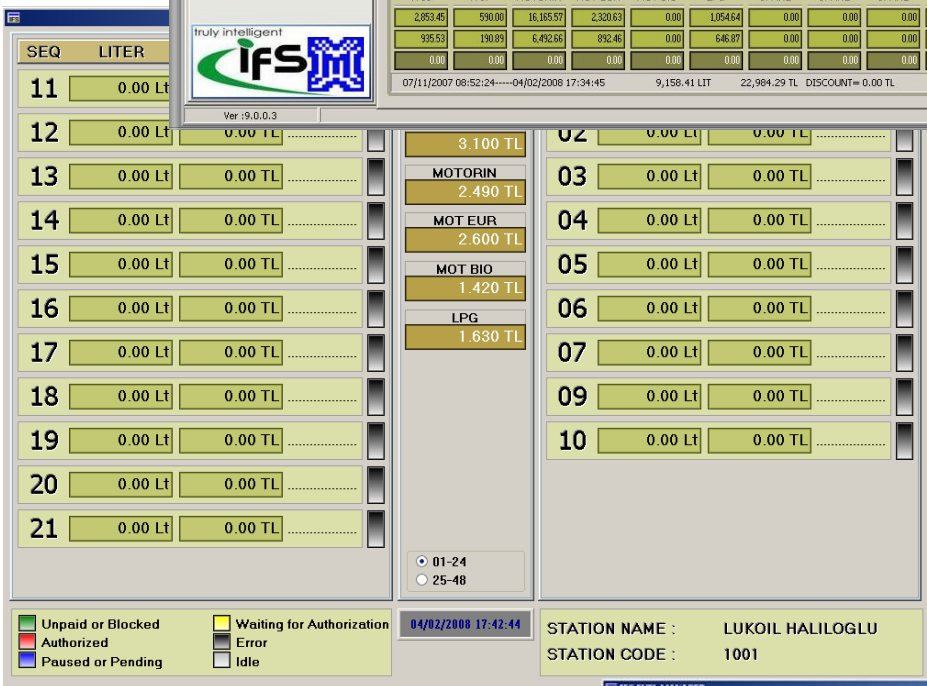 2,853.45 590.00 16,165.57 2,320.63 0.00 1,054.64 0.00 0.00 0.00
truly intelligent
935.53 190.89 6,492.66 892.46 0.00 646.87 0.00 0.00 0.00
iFS
0.00 0.00 0.00 0.00 0.00 0.00 0.00 0.00 0.00
07/11/2007 08:52:24-----04/02/2008 17:34:45 9,158.41 LIT 22,984.29 TL DISCOUNT= 0.00 TL
Ver :9.0.0.3
SEQ LITER
11 0.00 Lt
12 0.00 Lt 0.00 TL
13 0.00 Lt 0.00 TL
14 0.00 Lt 0.00 TL
15 0.00 Lt 0.00 TL
16 0.00 Lt 0.00 TL
17 0.00 Lt 0.00 TL
18 0.00 Lt 0.00 TL
19 0.00 Lt 0.00 TL
20 0.00 Lt 0.00 TL
21 0.00 Lt 0.00 TL
3.100 TL
MOTORIN
2.490 TL
MOT EUR
2.600 TL
MOT BIO
1.420 TL
LPG
1.630 TL
01-24
25-48
02 0.00 Lt 0.00 TL
03 0.00 Lt 0.00 TL
04 0.00 Lt 0.00 TL
05 0.00 Lt 0.00 TL
06 0.00 Lt 0.00 TL
07 0.00 Lt 0.00 TL
09 0.00 Lt 0.00 TL
10 0.00 Lt 0.00 TL
Unpaid or Blocked Waiting for Authorization
Authorized Error
Paused or Pending Idle
04/02/2008 17:42:44
STATION NAME : LUKOIL HALILOGLU
STATION CODE : 1001